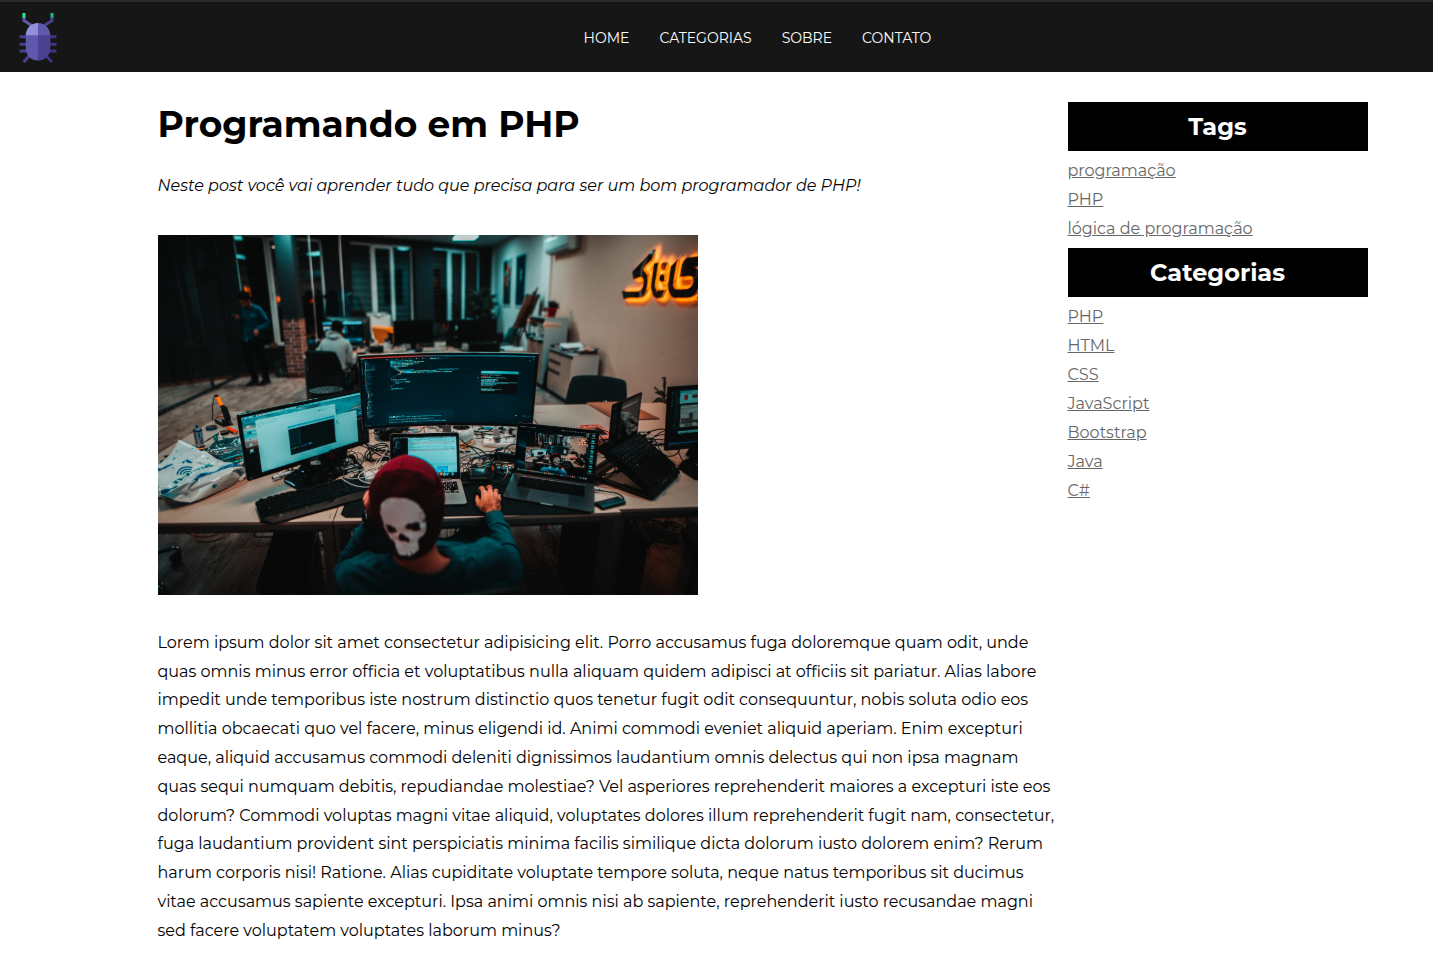 HOME CATEGORIAS SOBRE CONTATO
Programando em PHP
Neste post você vai aprender tudo que precisa para ser um bom programador de PHP!
Lorem ipsum dolor sit amet consectetur adipisicing elit. Porro accusamus fuga doloremque quam odit, unde
quas omnis minus error officia et voluptatibus nulla aliquam quidem adipisci at officiis sit pariatur. Alias labore
impedit unde temporibus iste nostrum distinctio quos tenetur fugit odit consequuntur, nobis soluta odio eos
mollitia obcaecati quo vel facere, minus eligendi id. Animi commodi eveniet aliquid aperiam. Enim excepturi
eaque, aliquid accusamus commodi deleniti dignissimos laudantium omnis delectus qui non ipsa magnam
quas sequi numquam debitis, repudiandae molestiae? Vel asperiores reprehenderit maiores a excepturi iste eos
dolorum? Commodi voluptas magni vitae aliquid, voluptates dolores illum reprehenderit fugit nam, consectetur,
fuga laudantium provident sint perspiciatis minima facilis similique dicta dolorum iusto dolorem enim? Rerum
harum corporis nisi! Ratione. Alias cupiditate voluptate tempore soluta, neque natus temporibus sit ducimus
vitae accusamus sapiente excepturi. Ipsa animi omnis nisi ab sapiente, reprehenderit iusto recusandae magni
sed facere voluptatem voluptates laborum minus?
Tags
programação
PHP
lógica de programação
Categorias
PHP
HTML
CSS
JavaScript
Bootstrap
Java
C#